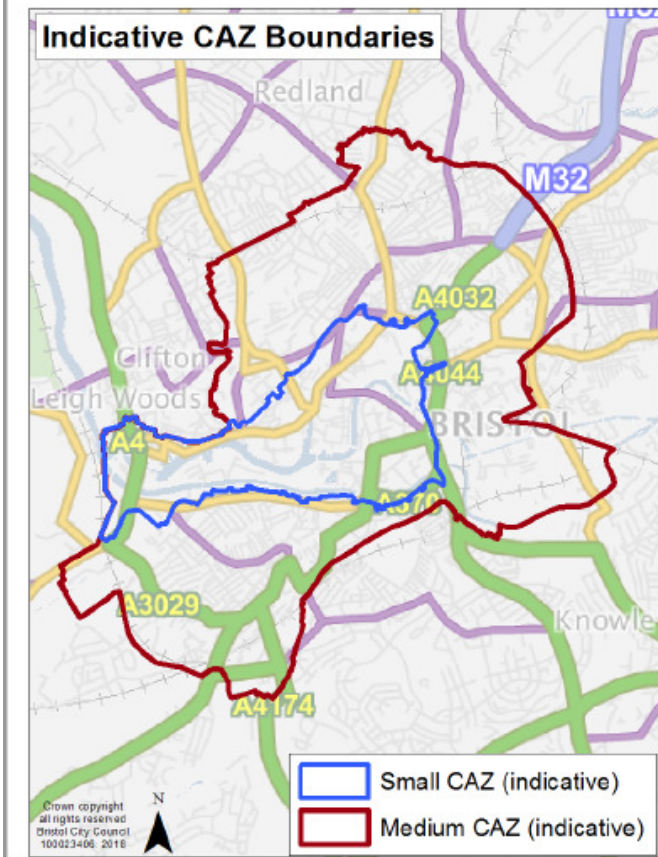 Indicative CAZ Boundaries
Redland
M32
A4032
Clifton
Leigh Woods
BRISTOL
A4
A3029
Knowle
A4174
Small CAZ (indicative)
Medium CAZ (indicative)
N
Crown copyright
all rights reserved
Bristol City Council
100023406. 2018